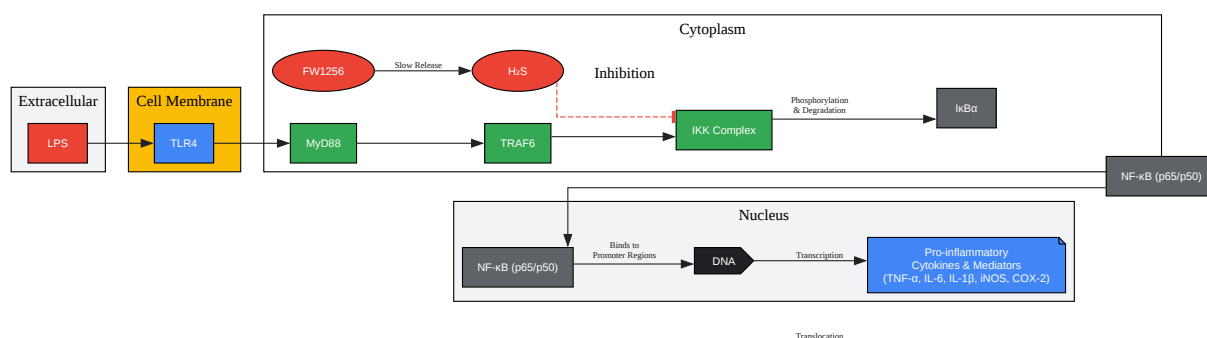 Cytoplasm
FW1256
Slow Release
H₂S
Inhibition
Extracellular
LPS
Cell Membrane
TLR4
MyD88
TRAF6
IKK Complex
Phosphorylation
& Degradation
IκBα
NF-κB (p65/p50)
Nucleus
NF-κB (p65/p50)
Binds to
Promoter Regions
DNA
Transcription
Pro-inflammatory
Cytokines & Mediators
(TNF-α, IL-6, IL-1β, iNOS, COX-2)
Translocation